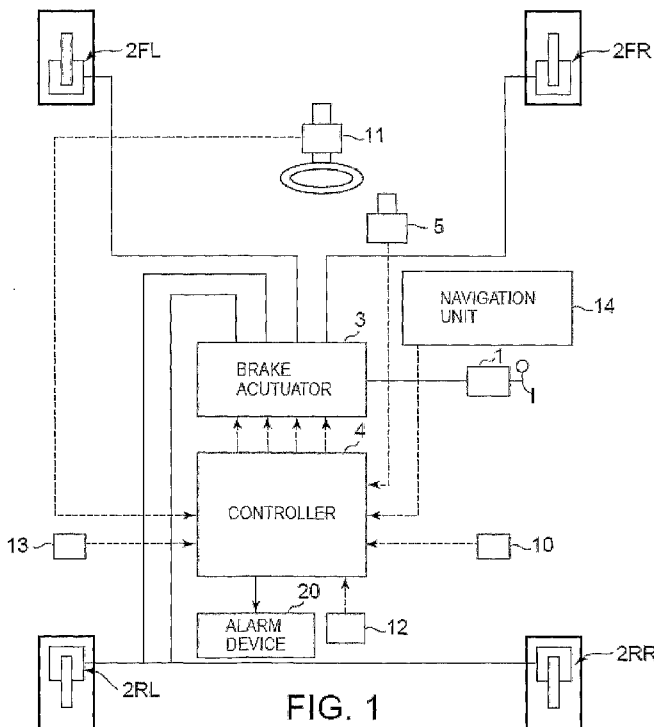 2FL
2FR
11
5
NAVIGATION
UNIT
14
3
1
BRAKE
ACUTUATOR
4
CONTROLLER
13
10
20
ALARM
DEVICE
12
2RL
2RR
FIG. 1